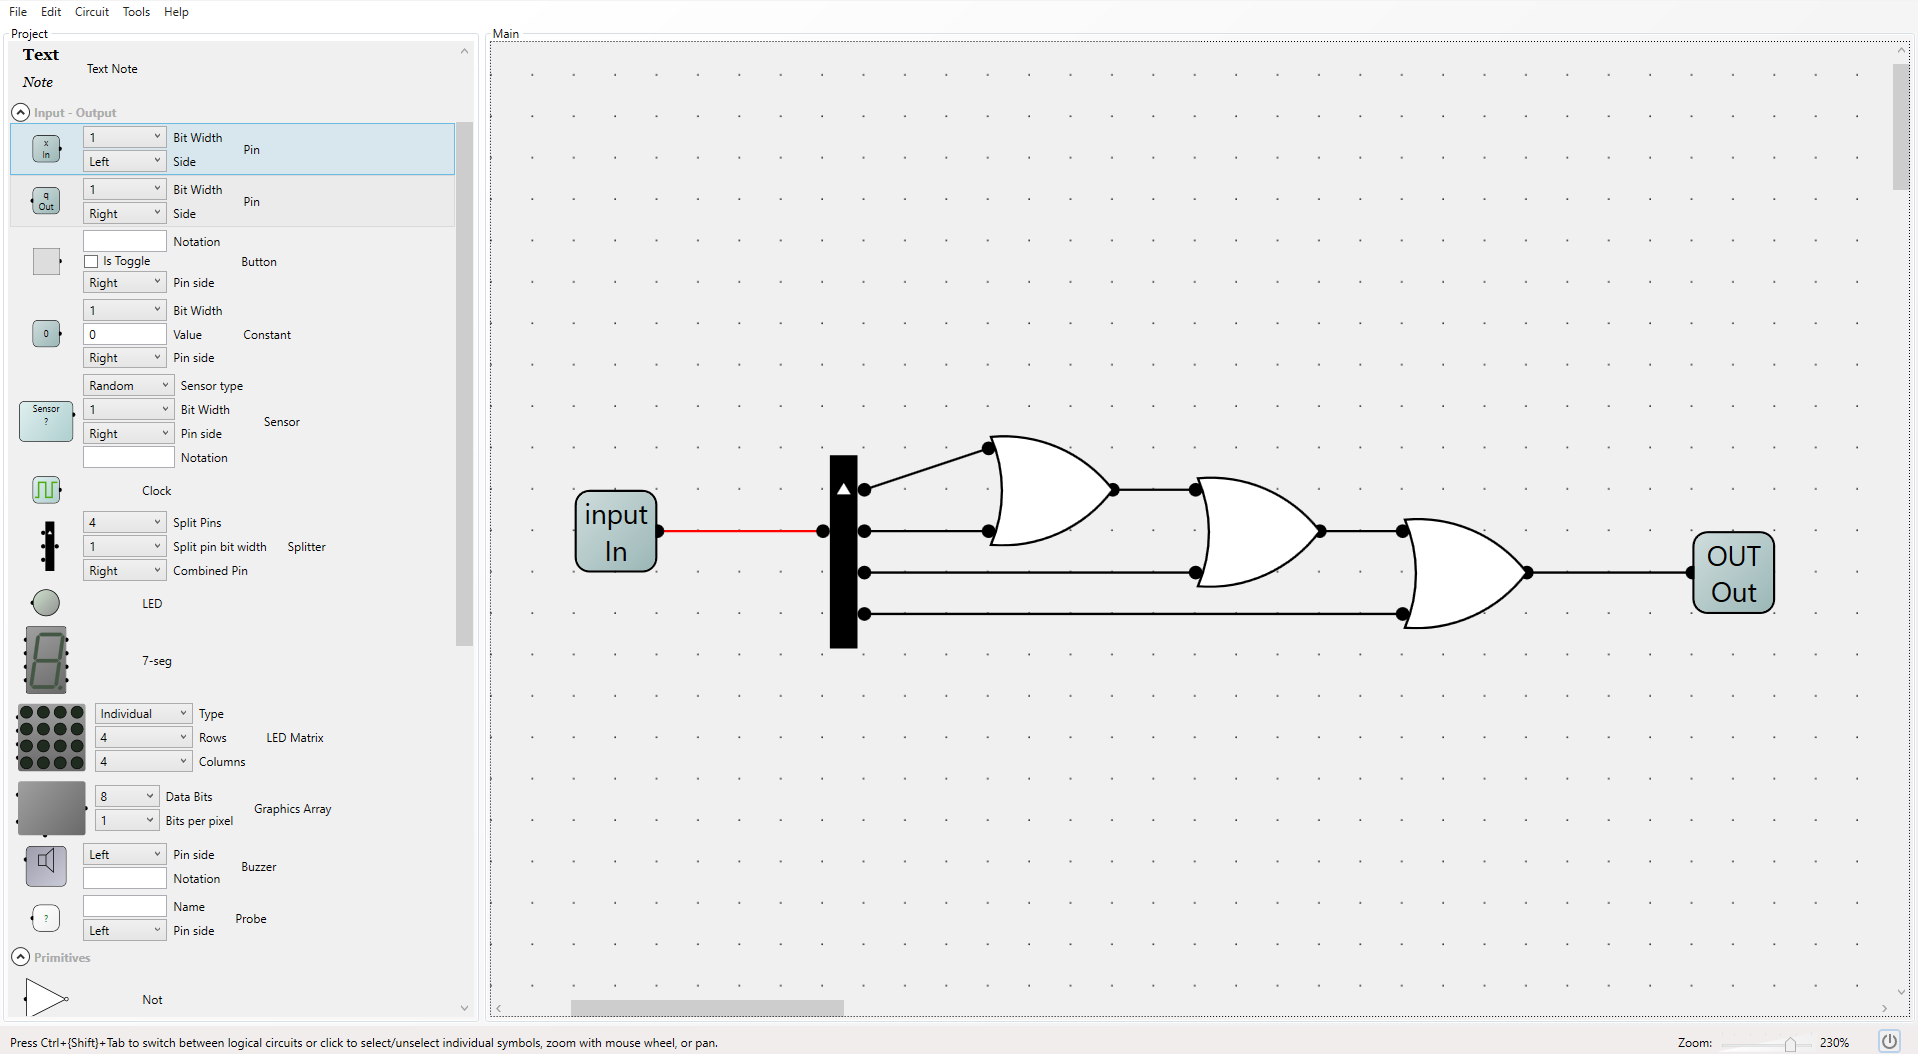 File Edit Circuit Tools Help
Project
Text
Note
Text Note
Input - Output
x
In
1
Bit Width
Left
Side
Pin
q
Out
1
Bit Width
Right
Side
Pin
Notation
Is Toggle
Button
Right
Pin side
1
Bit Width
0
0
Value
Constant
Right
Pin side
Random
Sensor type
Sensor
?
1
Bit Width
Right
Pin side
Sensor
Notation
Clock
4
Split Pins
1
Split pin bit width
Splitter
Right
Combined Pin
LED
7-seg
Individual
Type
4
Rows
LED Matrix
4
Columns
8
Data Bits
Graphics Array
1
Bits per pixel
Left
Pin side
Buzzer
Notation
?
Name
Probe
Left
Pin side
Primitives
Not
Main
input
In
OUT
Out
Press Ctrl+{Shift}+Tab to switch between logical circuits or click to select/unselect individual symbols, zoom with mouse wheel, or pan.
Zoom: 230%